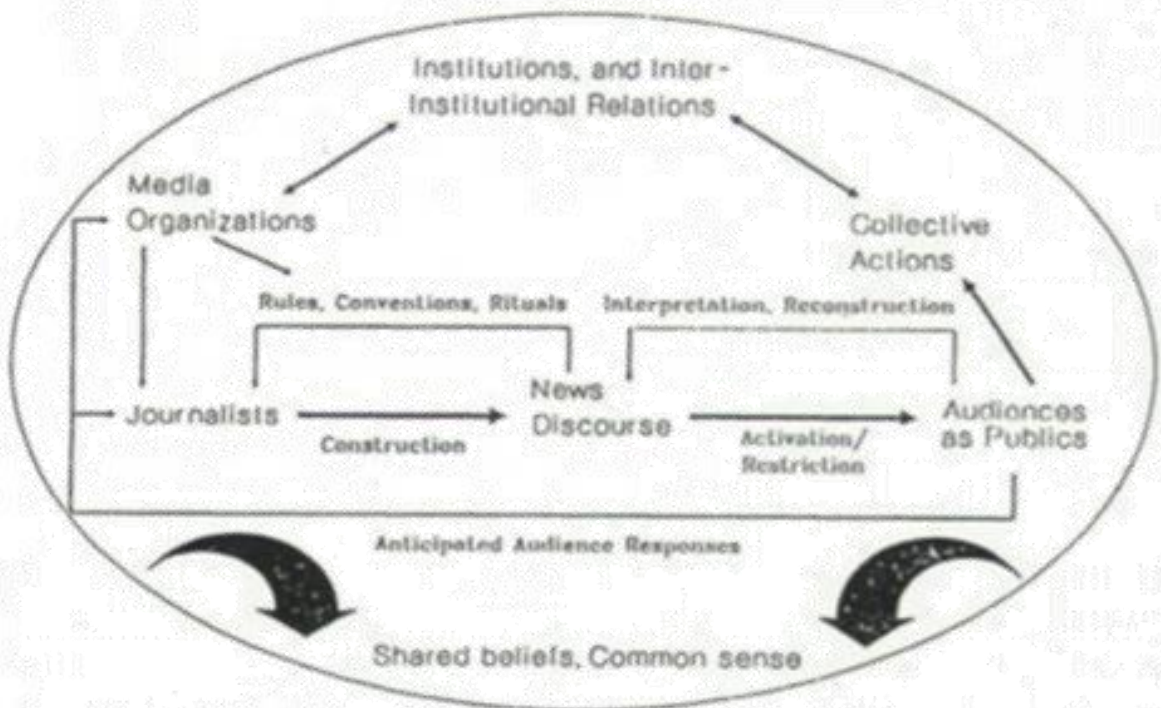 Institutions, and Inter-
Institutional Relations
Media
Organizations
Collective
Actions
Rules, Conventions, Rituals
Interpretation, Reconstruction
Journalists
Construction
News
Discourse
Activation/
Restriction
Audiences
as Publics
Anticipated Audience Responses
Shared beliefs, Common sense